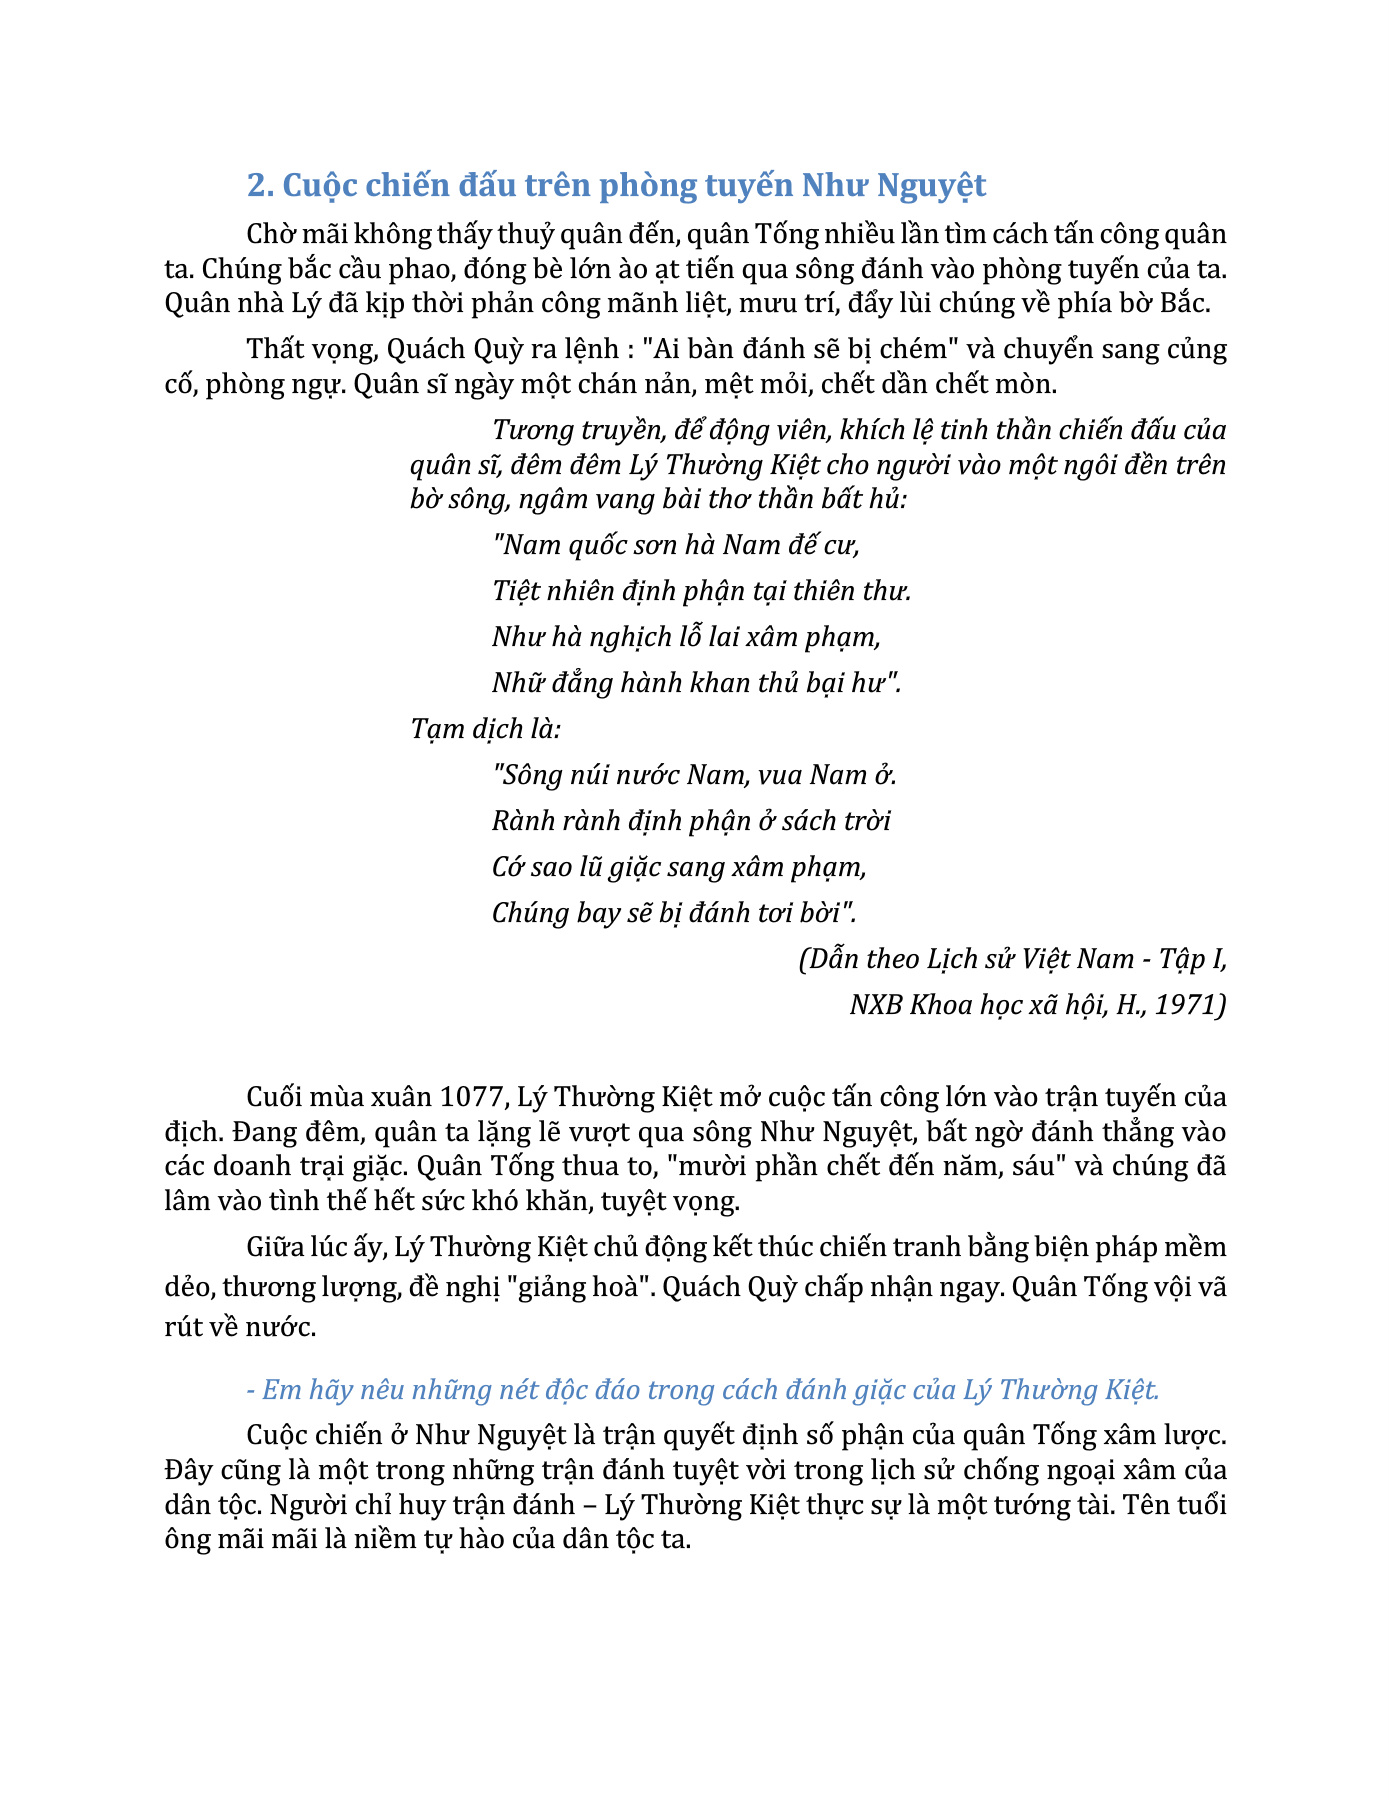 2. Cuộc chiến đấu trên phòng tuyến Như Nguyệt
Chờ mãi không thấy thuỷ quân đến, quân Tống nhiều lần tìm cách tấn công quân
ta. Chúng bắc cầu phao, đóng bè lớn ào ạt tiến qua sông đánh vào phòng tuyến của ta.
Quân nhà Lý đã kịp thời phản công mãnh liệt, mưu trí, đẩy lùi chúng về phía bờ Bắc.
Thất vọng, Quách Quỳ ra lệnh : "Ai bàn đánh sẽ bị chém" và chuyển sang củng
cố, phòng ngự. Quân sĩ ngày một chán nản, mệt mỏi, chết dần chết mòn.
Tương truyền, để động viên, khích lệ tinh thần chiến đấu của
quân sĩ, đêm đêm Lý Thường Kiệt cho người vào một ngôi đền trên
bờ sông, ngâm vang bài thơ thần bất hủ:
"Nam quốc sơn hà Nam đế cư,
Tiệt nhiên định phận tại thiên thư.
Như hà nghịch lỗ lai xâm phạm,
Nhữ đẳng hành khan thủ bại hư".
Tạm dịch là:
"Sông núi nước Nam, vua Nam ở.
Rành rành định phận ở sách trời
Cớ sao lũ giặc sang xâm phạm,
Chúng bay sẽ bị đánh tơi bời".
(Dẫn theo Lịch sử Việt Nam - Tập I,
NXB Khoa học xã hội, H., 1971)
Cuối mùa xuân 1077, Lý Thường Kiệt mở cuộc tấn công lớn vào trận tuyến của
địch. Đang đêm, quân ta lặng lẽ vượt qua sông Như Nguyệt, bất ngờ đánh thẳng vào
các doanh trại giặc. Quân Tống thua to, "mười phần chết đến năm, sáu" và chúng đã
lâm vào tình thế hết sức khó khăn, tuyệt vọng.
Giữa lúc ấy, Lý Thường Kiệt chủ động kết thúc chiến tranh bằng biện pháp mềm
dẻo, thương lượng, đề nghị "giảng hoà". Quách Quỳ chấp nhận ngay. Quân Tống vội vã
rút về nước.
- Em hãy nêu những nét độc đáo trong cách đánh giặc của Lý Thường Kiệt.
Cuộc chiến ở Như Nguyệt là trận quyết định số phận của quân Tống xâm lược.
Đây cũng là một trong những trận đánh tuyệt vời trong lịch sử chống ngoại xâm của
dân tộc. Người chỉ huy trận đánh – Lý Thường Kiệt thực sự là một tướng tài. Tên tuổi
ông mãi mãi là niềm tự hào của dân tộc ta.